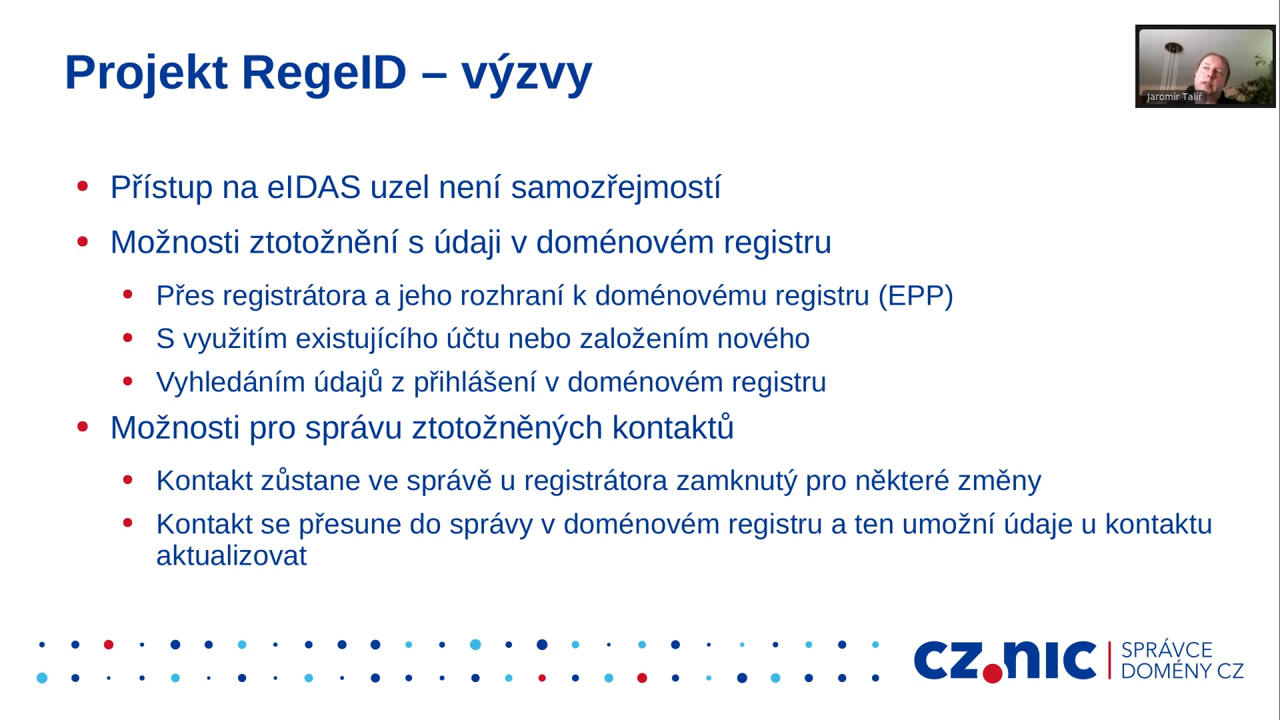 Projekt RegeID – výzvy
Jaromír Talíř
Přístup na eIDAS uzel není samozřejmostí
Možnosti ztotožnění s údaji v doménovém registru
Přes registrátora a jeho rozhraní k doménovému registru (EPP)
S využitím existujícího účtu nebo založením nového
Vyhledáním údajů z přihlášení v doménovém registru
Možnosti pro správu ztotožněných kontaktů
Kontakt zůstane ve správě u registrátora zamknutý pro některé změny
Kontakt se přesune do správy v doménovém registru a ten umožní údaje u kontaktu
aktualizovat
CZ.NIC
SPRÁVCE
DOMÉNY CZ